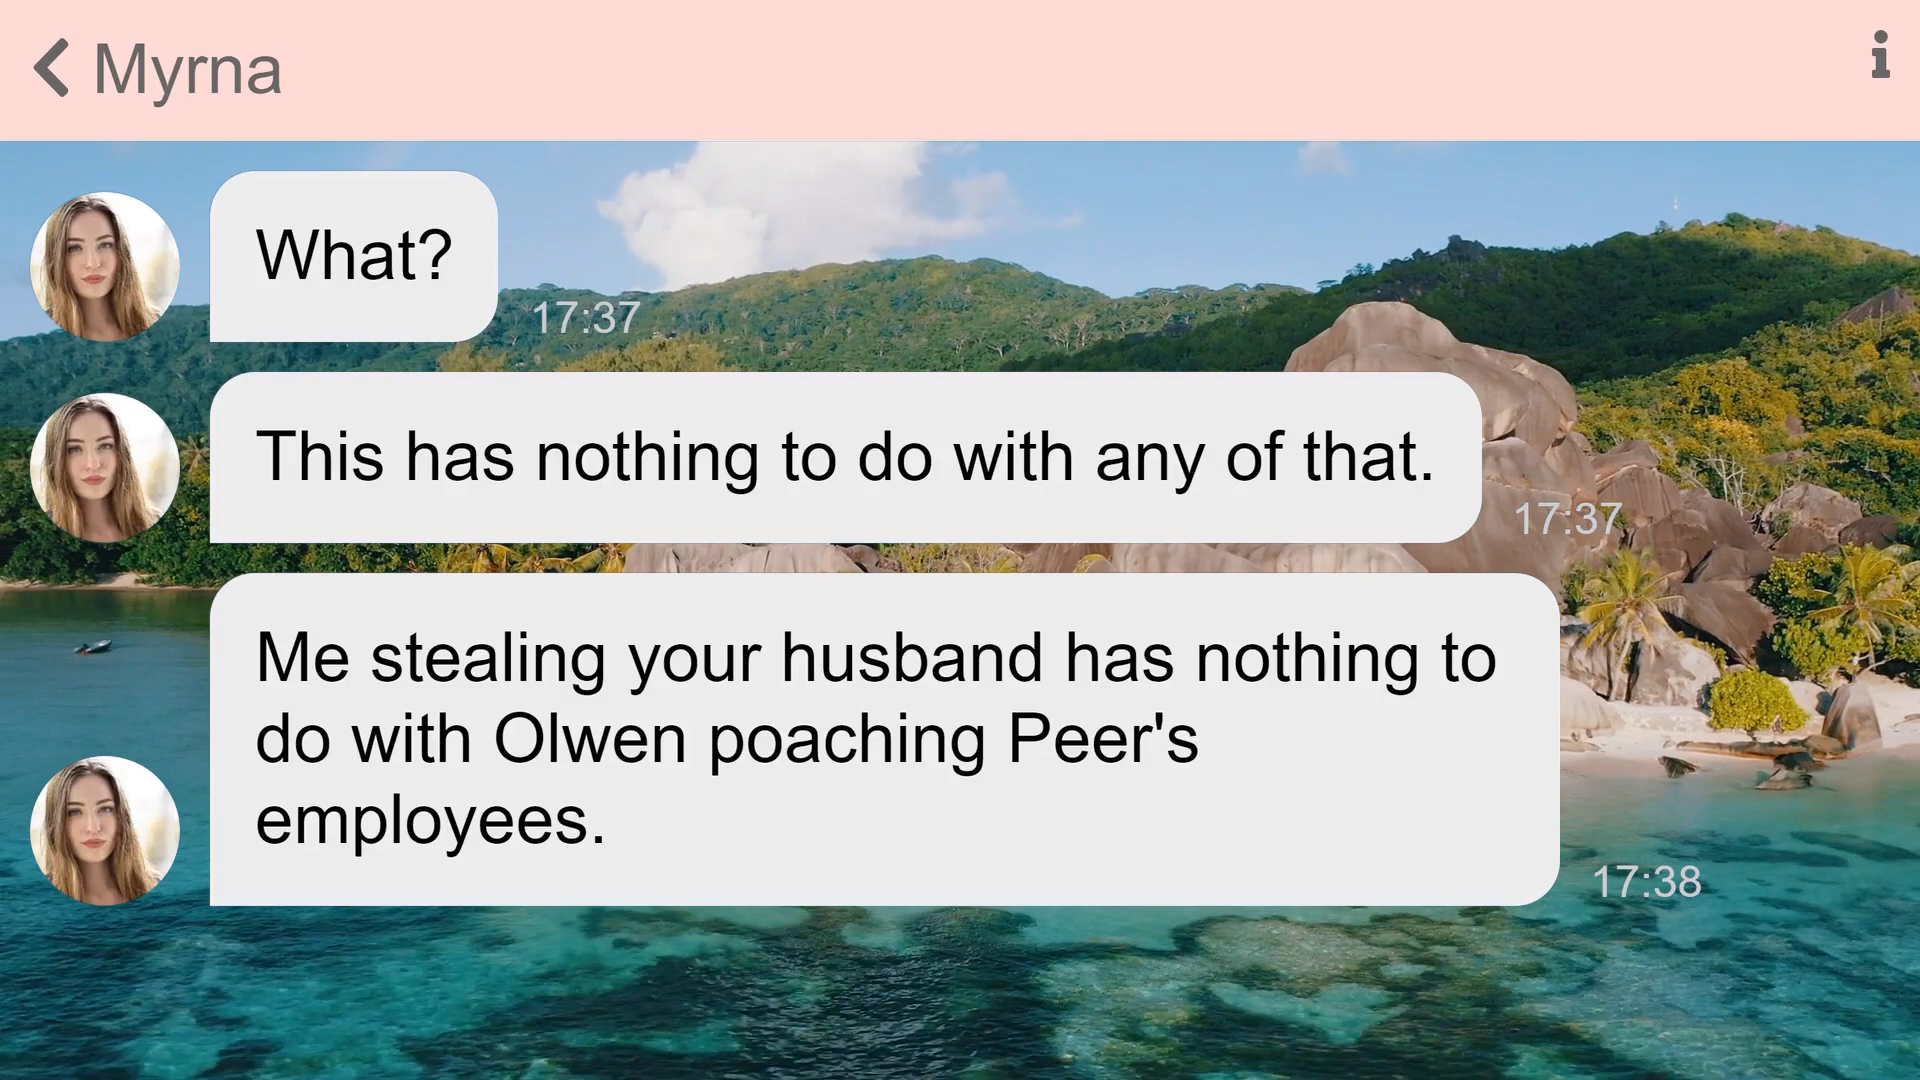 Myrna
What?
17:37
This has nothing to do with any of that.
17:37
Me stealing your husband has nothing to
do with Olwen poaching Peer's
employees.
17:38